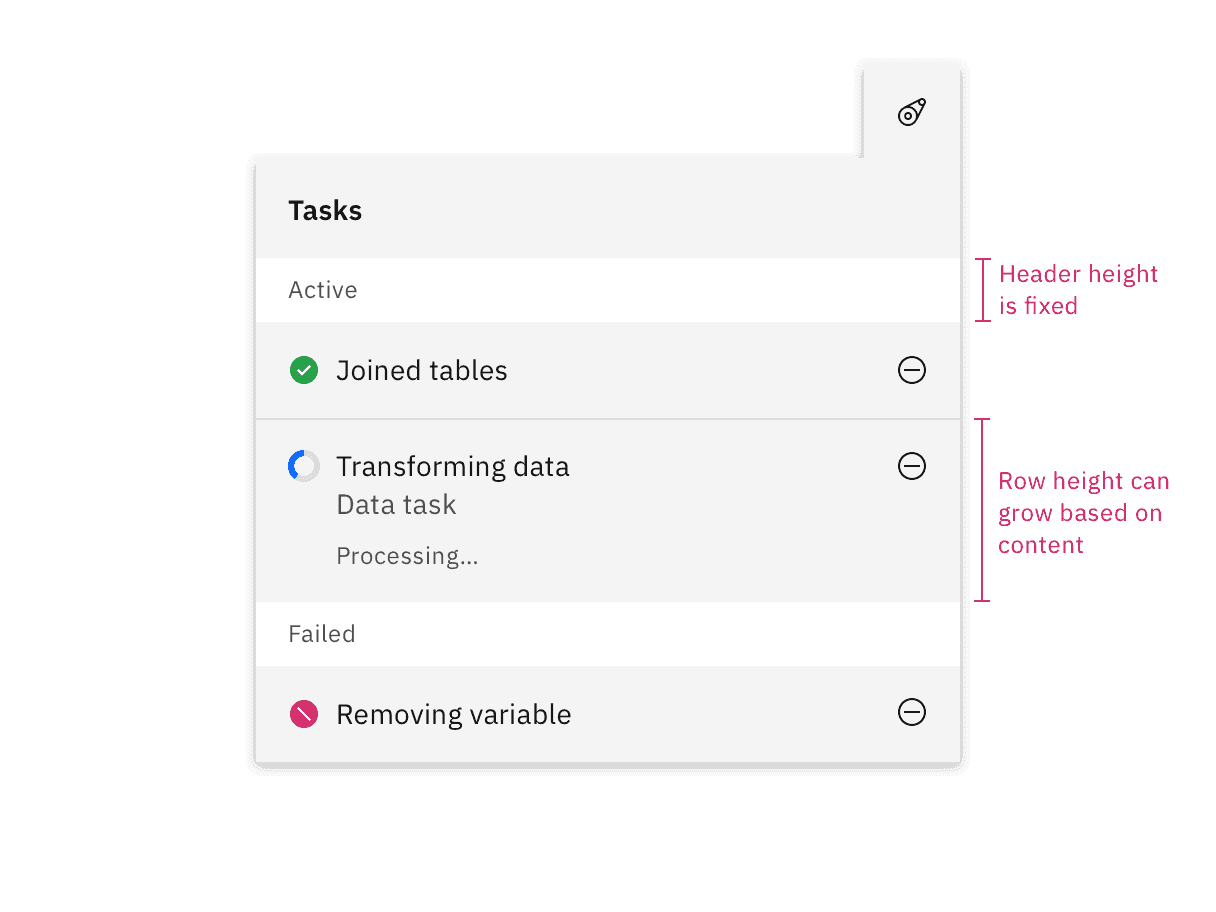 Tasks
Active
Header height
is fixed
Joined tables
Transforming data
Data task
Processing...
Row height can
grow based on
content
Failed
Removing variable